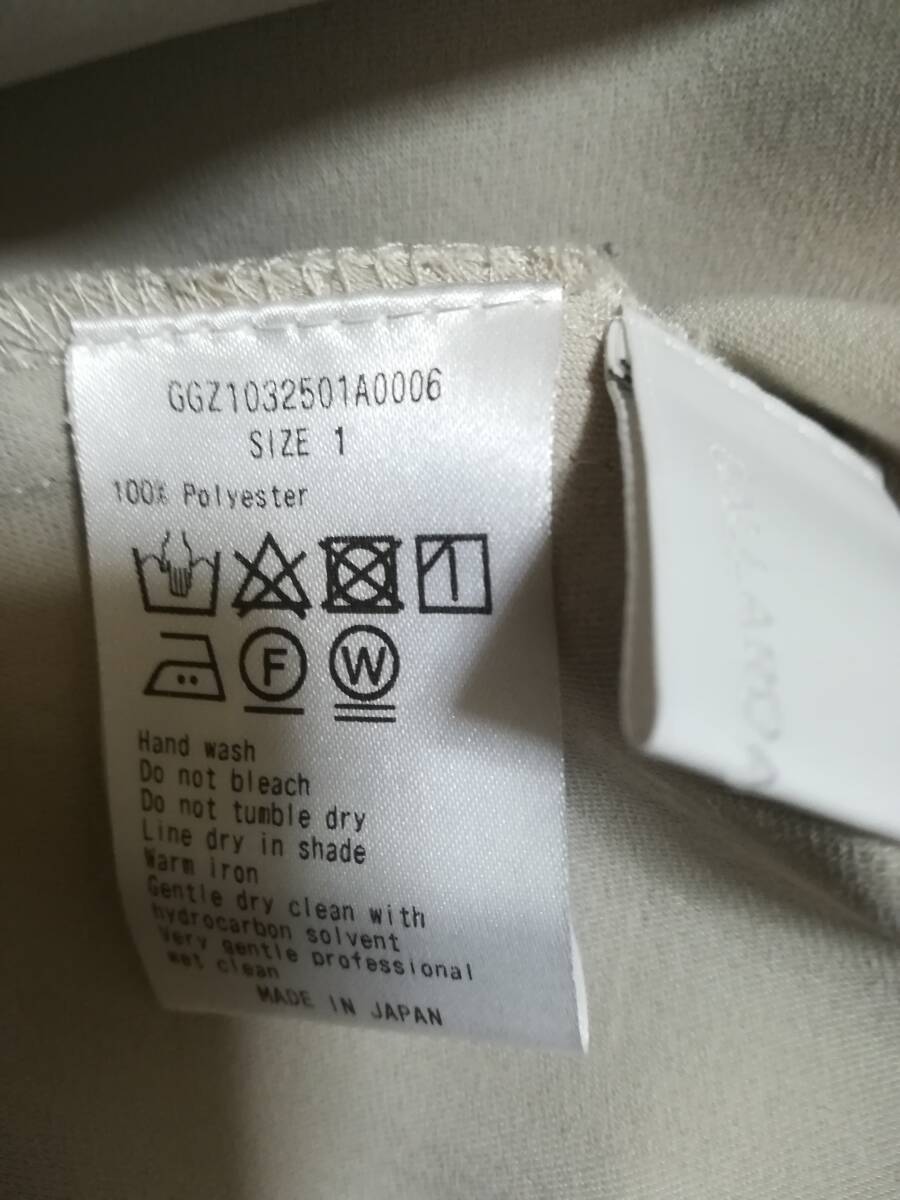 GGZ1032501A0006
SIZE 1
100% Polyester
F W
Hand wash
Do not bleach
Do not tumble dry
Line dry in shade
Warm iron
Gentle dry clean with
hydrocarbon solvent
Very gentle professional
wet clean
MADE IN JAPAN